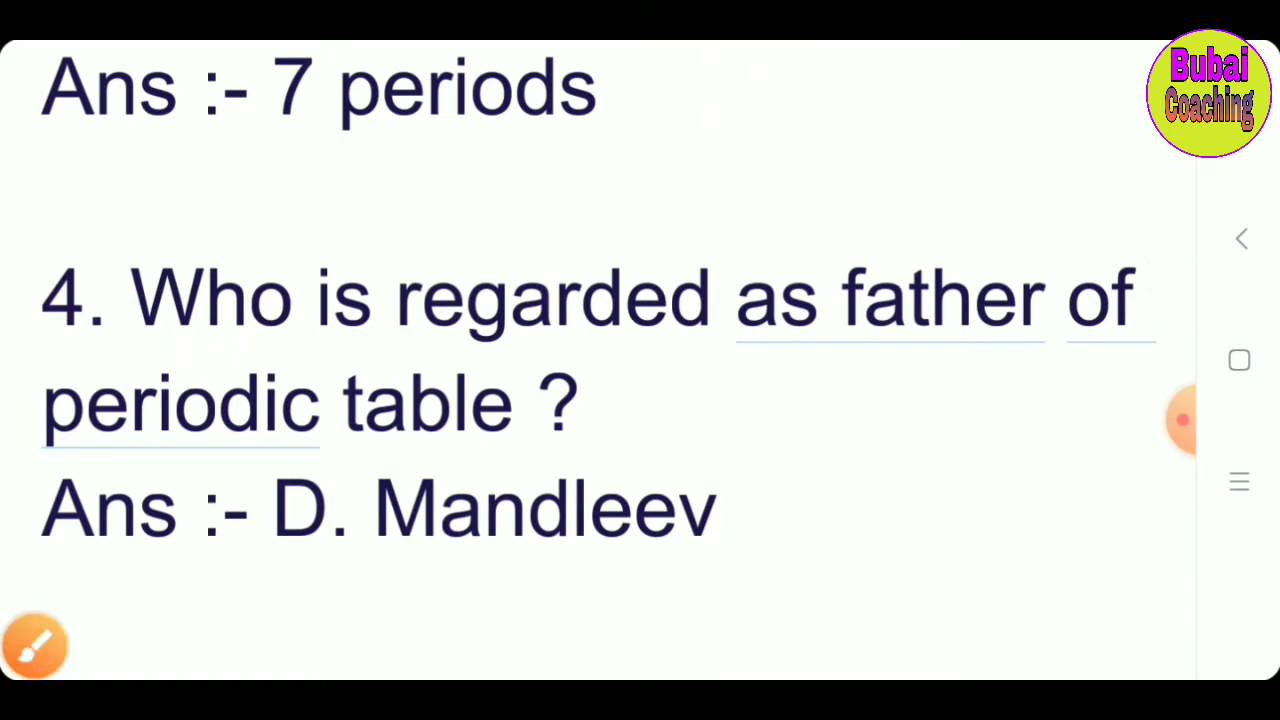 Ans :- 7 periods
Bubai
Coaching
4. Who is regarded as father of
periodic table ?
Ans :- D. Mandleev